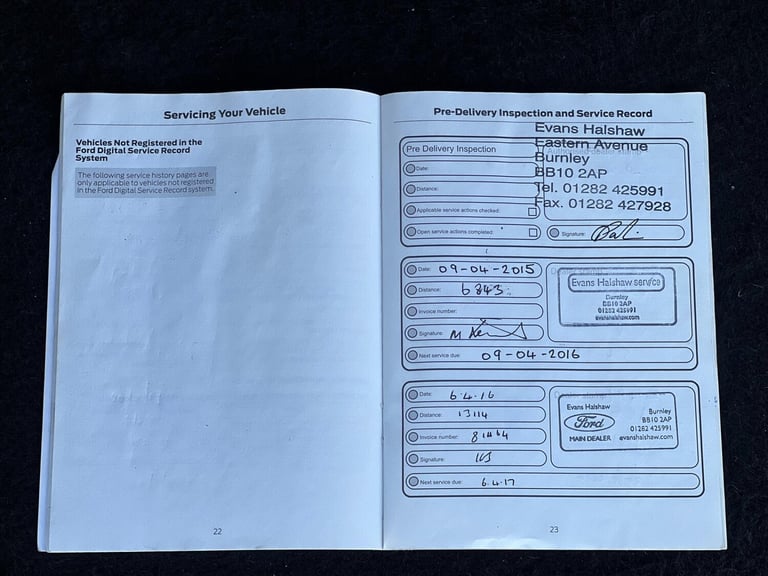 Servicing Your Vehicle
Vehicles Not Registered in the
Ford Digital Service Record
System
The following service history pages are
only applicable to vehicles not registered
in the Ford Digital Service Record system.
22
Pre-Delivery Inspection and Service Record
Evans Halshaw
Eastern Avenue
Burnley
BB10 2AP
Tel. 01282 425991
Fax. 01282 427928
Pre Delivery Inspection
Date:
Distance:
Applicable service actions checked:
Open service actions completed:
Signature:
Date: 09-04-2015
Distance: 6843
Invoice number:
Signature:
Next service due: 09-04-2016
Evans Halshaw service
Burnley
BB10 2AP
01282 425991
evanshalshaw.com
Date: 6.4.16
Distance: 13114
Invoice number:
Signature:
Next service due: 6.4.17
Evans Halshaw
Ford
MAIN DEALER
Burnley
BB10 2AP
01282 425991
evanshalshaw.com
23